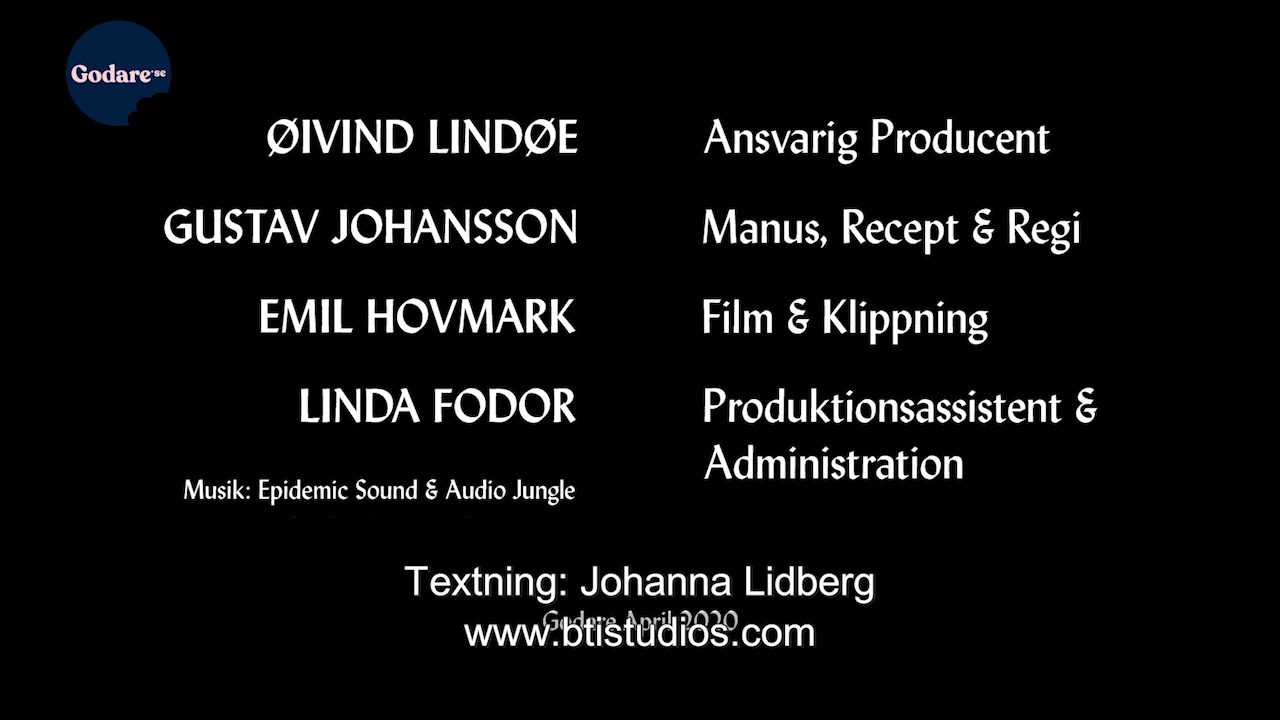 Godare.se
ØIVIND LINDØE Ansvarig Producent
GUSTAV JOHANSSON Manus, Recept & Regi
EMIL HOVMARK Film & Klippning
LINDA FODOR Produktionsassistent &
Administration
Musik: Epidemic Sound & Audio Jungle
Textning: Johanna Lidberg
Godare April 2020
www.btistudios.com